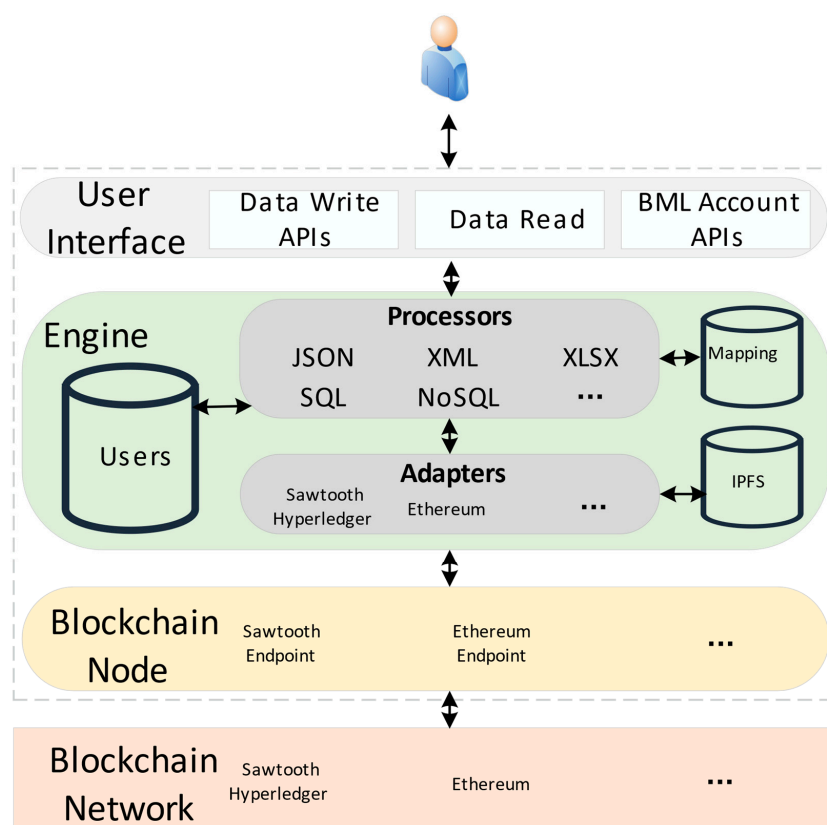 User
Interface
Data Write
APIs
Data Read
BML Account
APIs
Engine
Processors
JSON XML XLSX
SQL NoSQL ...
Mapping
Users
Adapters
Sawtooth
Hyperledger
Ethereum
...
IPFS
Blockchain
Node
Sawtooth
Endpoint
Ethereum
Endpoint
...
Blockchain
Network
Sawtooth
Hyperledger
Ethereum
...